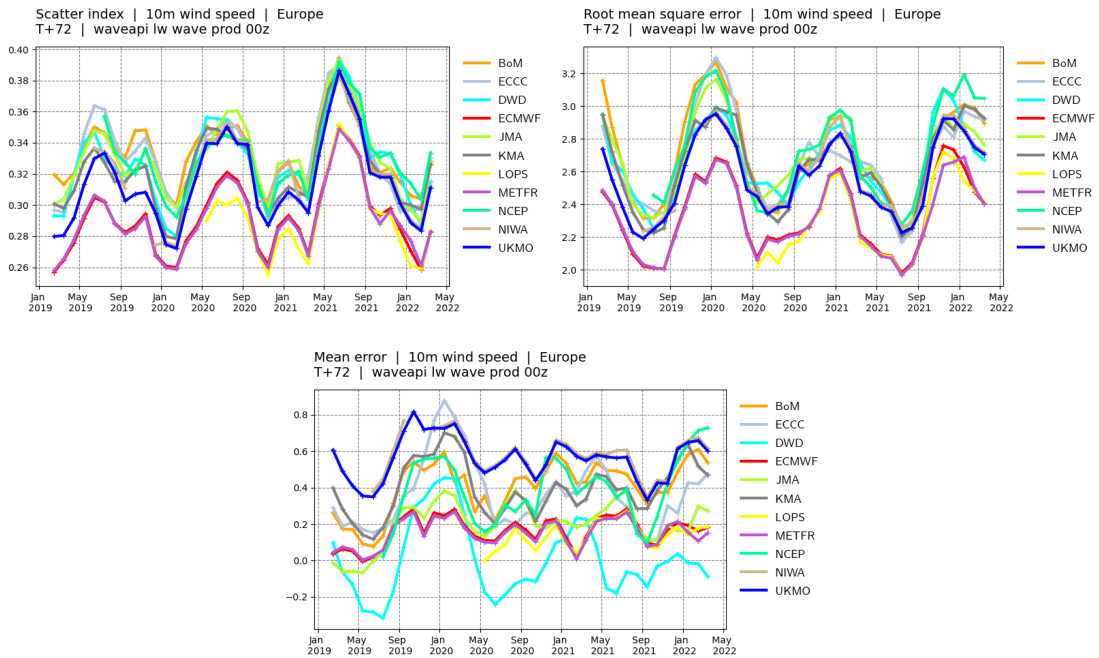 Scatter index | 10m wind speed | Europe
T+72 | waveapi lw wave prod 00z
0.40
0.38
0.36
0.34
0.32
0.30
0.28
0.26
Jan 2019
May 2019
Sep 2019
Jan 2020
May 2020
Sep 2020
Jan 2021
May 2021
Sep 2021
Jan 2022
May 2022
BoM
ECCC
DWD
ECMWF
JMA
KMA
LOPS
METFR
NCEP
NIWA
UKMO
Root mean square error | 10m wind speed | Europe
T+72 | waveapi lw wave prod 00z
3.2
3.0
2.8
2.6
2.4
2.2
2.0
Jan 2019
May 2019
Sep 2019
Jan 2020
May 2020
Sep 2020
Jan 2021
May 2021
Sep 2021
Jan 2022
May 2022
BoM
ECCC
DWD
ECMWF
JMA
KMA
LOPS
METFR
NCEP
NIWA
UKMO
Mean error | 10m wind speed | Europe
T+72 | waveapi lw wave prod 00z
0.8
0.6
0.4
0.2
0.0
−0.2
Jan 2019
May 2019
Sep 2019
Jan 2020
May 2020
Sep 2020
Jan 2021
May 2021
Sep 2021
Jan 2022
May 2022
BoM
ECCC
DWD
ECMWF
JMA
KMA
LOPS
METFR
NCEP
NIWA
UKMO